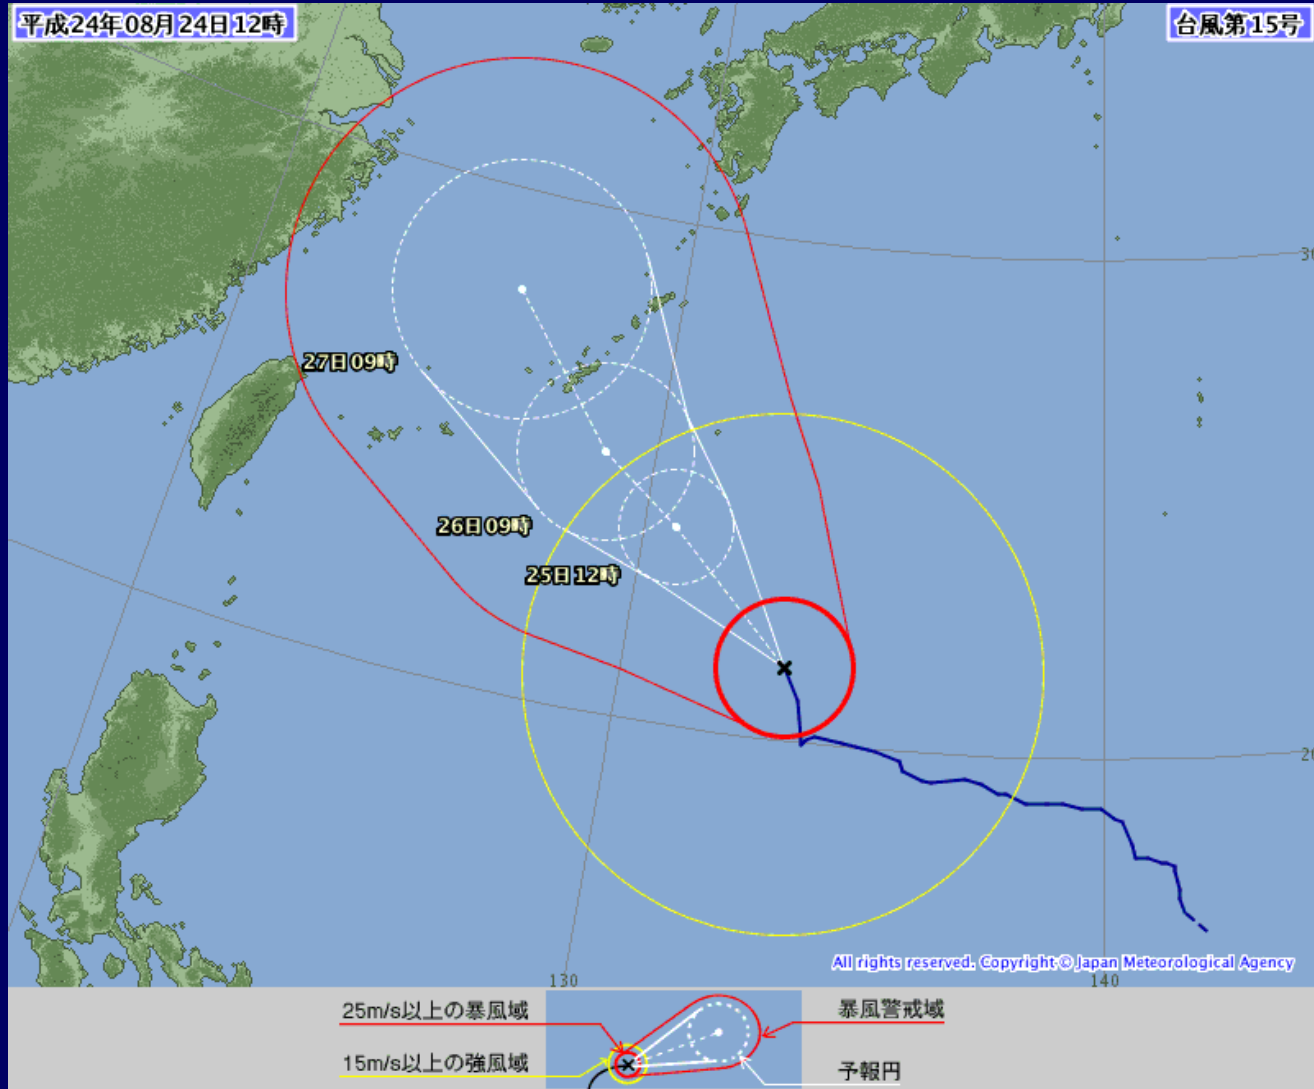 平成24年08月24日12時
台風第15号
30
27日09時
26日09時
25日12時
20
All rights reserved. Copyright © Japan Meteorological Agency
130
140
25m/s以上の暴風域
暴風警戒域
15m/s以上の強風域
予報円